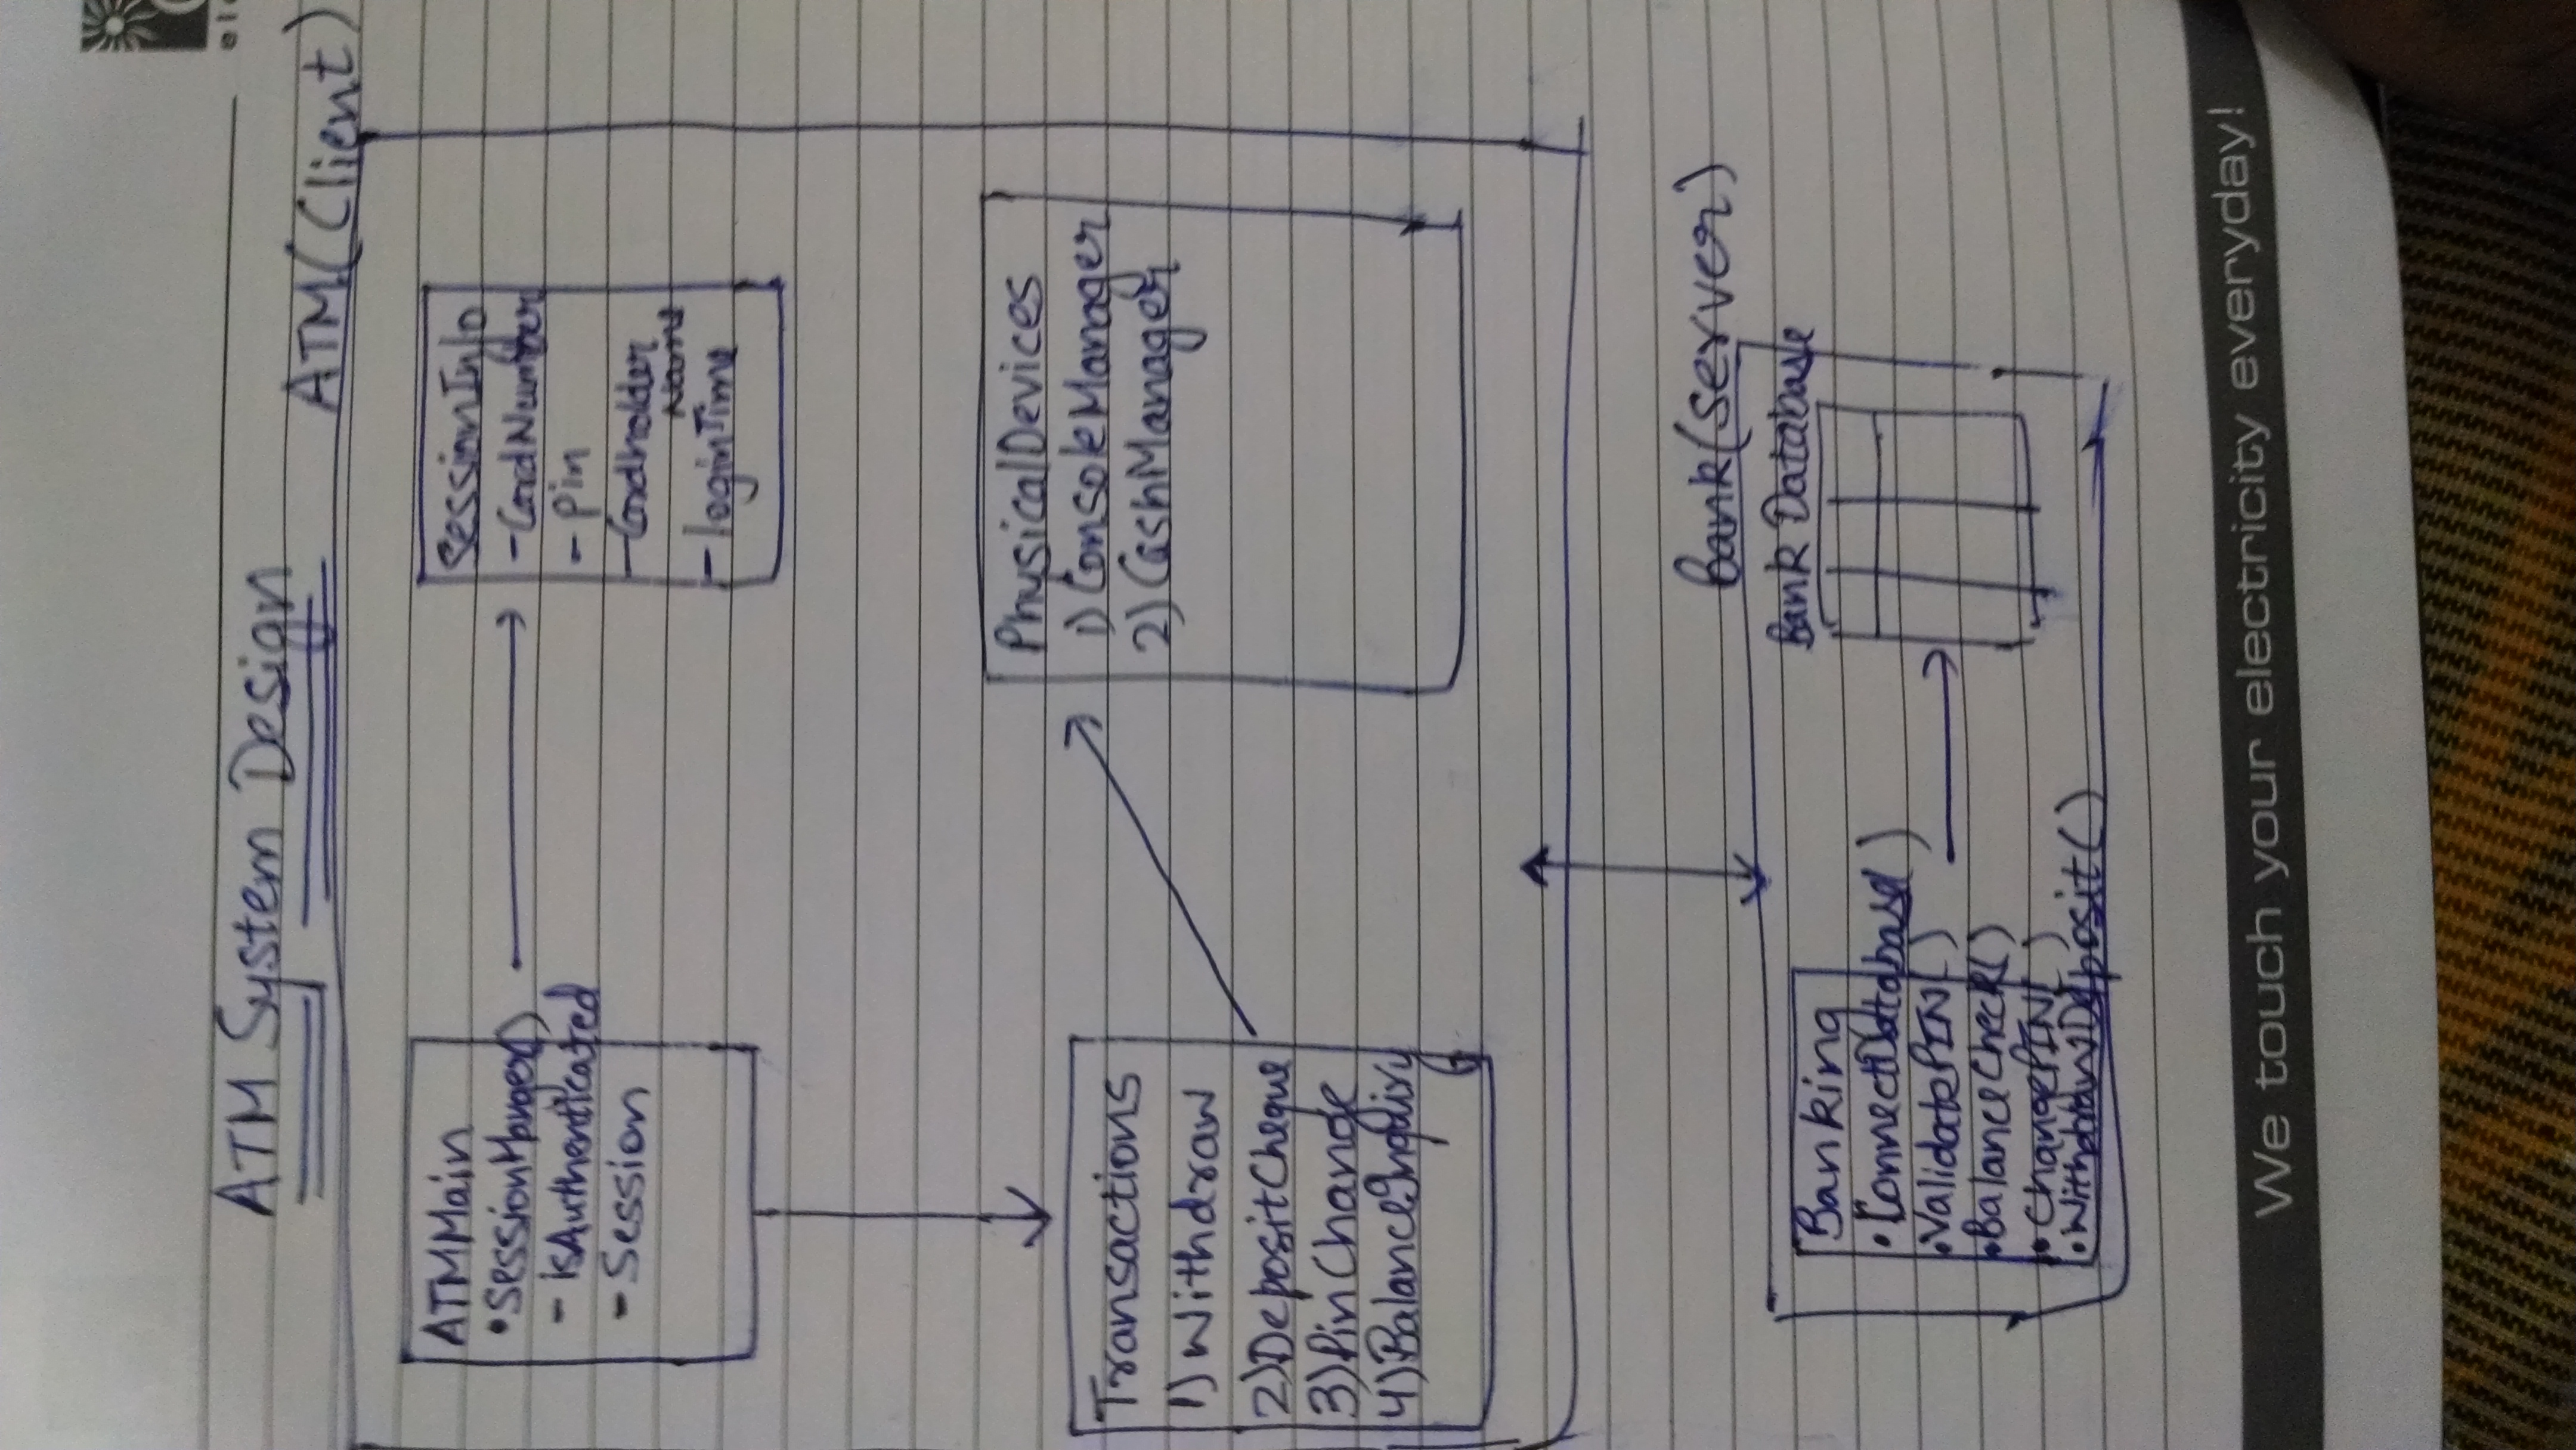 ATM System Design
ATM(Client)
ATMMain
•SessionManager()
- isAuthenticated
- Session
SessionInfo
-CardNumber
- Pin
-Cardholder
Name
- loginTime
Transactions
1) Withdraw
2)DepositCheque
3)PinChange
4)BalanceInquiry
PhysicalDevices
1) ConsoleManager
2) CashManager
Bank(Server)
Banking
•ConnectDatabase()
•ValidatePIN()
•BalanceCheck()
•ChangePIN()
Bank Database
We touch your electricity everyday!